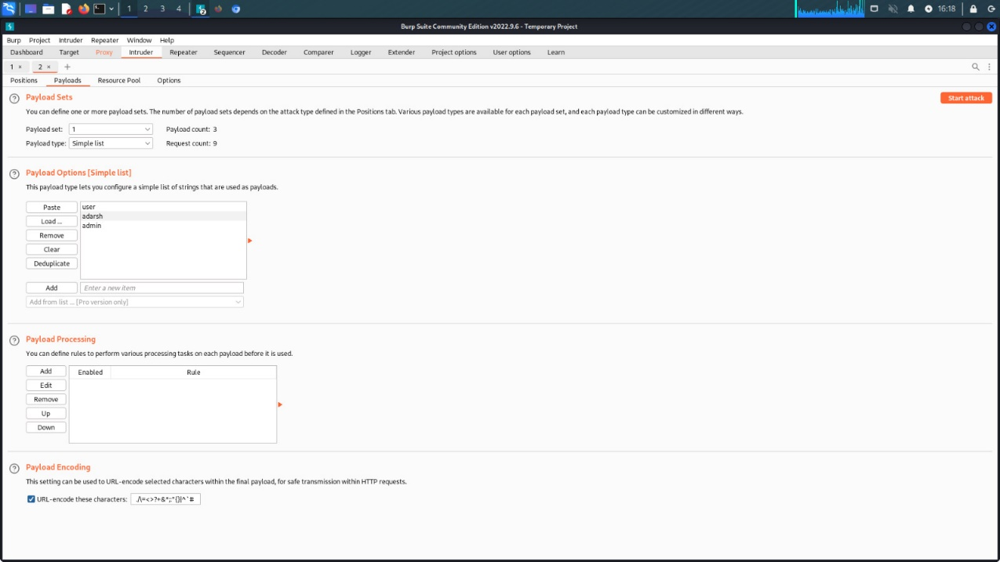 1 2 3 4 2 16:18
Burp Suite Community Edition v2022.9.6 - Temporary Project
Burp Project Intruder Repeater Window Help
Dashboard Target Proxy Intruder Repeater Sequencer Decoder Comparer Logger Extender Project options User options Learn
1 × 2 × +
Positions Payloads Resource Pool Options
? Payload Sets Start attack
You can define one or more payload sets. The number of payload sets depends on the attack type defined in the Positions tab. Various payload types are available for each payload set, and each payload type can be customized in different ways.
Payload set: 1 Payload count: 3
Payload type: Simple list Request count: 9
? Payload Options [Simple list]
This payload type lets you configure a simple list of strings that are used as payloads.
Paste user
adarsh
Load ... admin
Remove
Clear
Deduplicate
Add Enter a new item
Add from list ... [Pro version only]
? Payload Processing
You can define rules to perform various processing tasks on each payload before it is used.
Add Enabled Rule
Edit
Remove
Up
Down
? Payload Encoding
This setting can be used to URL-encode selected characters within the final payload, for safe transmission within HTTP requests.
URL-encode these characters: ./\=<>?+&*;:"{}|^`#